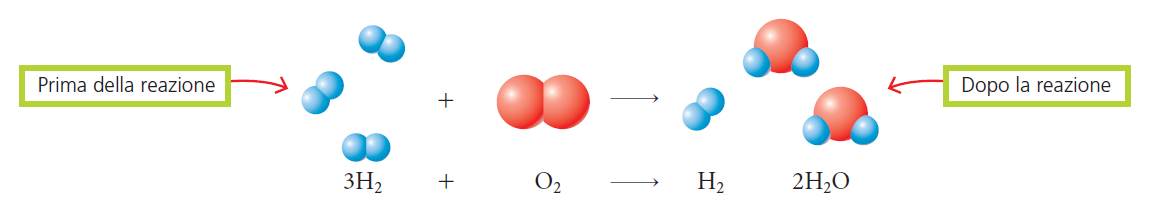 Prima della reazione
Dopo la reazione
+
3H₂ + O₂ ⟶ H₂ 2H₂O